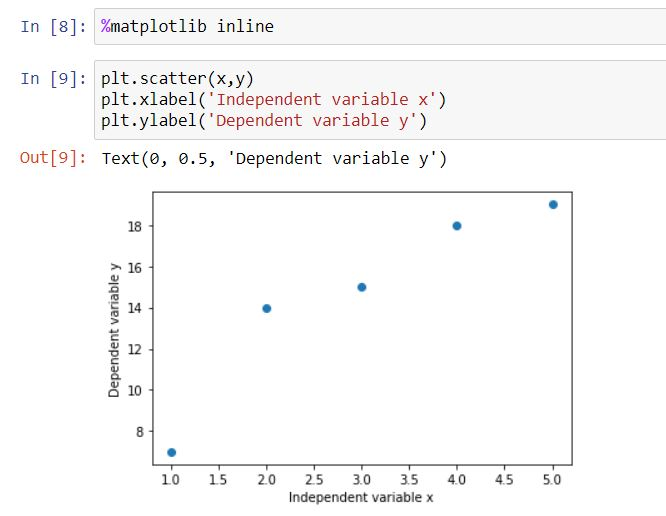 In [8]: %matplotlib inline
In [9]: plt.scatter(x,y)
plt.xlabel('Independent variable x')
plt.ylabel('Dependent variable y')
Out[9]: Text(0, 0.5, 'Dependent variable y')
Dependent variable y
18
16
14
12
10
8
1.0 1.5 2.0 2.5 3.0 3.5 4.0 4.5 5.0
Independent variable x